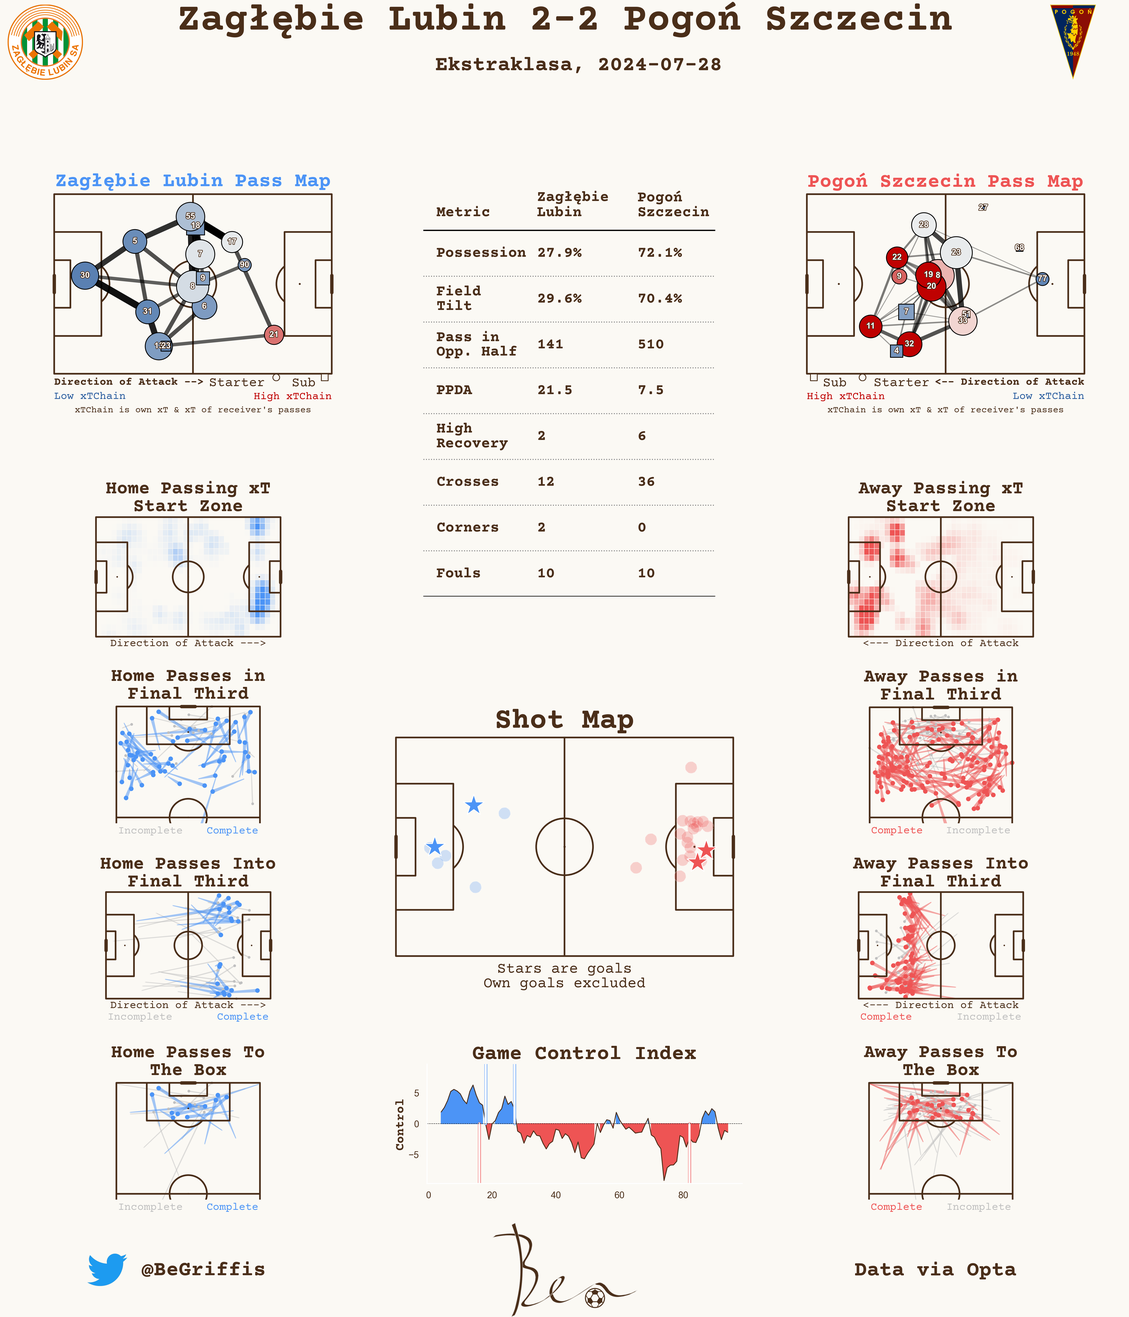 Zagłębie Lubin 2-2 Pogoń Szczecin
Ekstraklasa, 2024-07-28
ZAGŁĘBIE LUBIN SA
POGOŃ
1948
Zagłębie Lubin Pass Map
55
18
5
17
7
90
30
9
8
6
31
23
21
Direction of Attack --> Starter Sub
Low xTChain High xTChain
xTChain is own xT & xT of receiver's passes
Metric Zagłębie Lubin Pogoń Szczecin
Possession 27.9% 72.1%
Field Tilt 29.6% 70.4%
Pass in Opp. Half 141 510
PPDA 21.5 7.5
High Recovery 2 6
Crosses 12 36
Corners 2 0
Fouls 10 10
Pogoń Szczecin Pass Map
27
28
68
23
22
9
19
8
77
20
7
11
32
4
Sub Starter <-- Direction of Attack
High xTChain Low xTChain
xTChain is own xT & xT of receiver's passes
Home Passing xT
Start Zone
Direction of Attack --->
Away Passing xT
Start Zone
<--- Direction of Attack
Home Passes in
Final Third
Incomplete Complete
Away Passes in
Final Third
Complete Incomplete
Shot Map
Stars are goals
Own goals excluded
Home Passes Into
Final Third
Direction of Attack --->
Incomplete Complete
Away Passes Into
Final Third
<--- Direction of Attack
Complete Incomplete
Home Passes To
The Box
Incomplete Complete
Game Control Index
Control
5
0
−5
0 20 40 60 80
Away Passes To
The Box
Complete Incomplete
@BeGriffis
Bea
Data via Opta